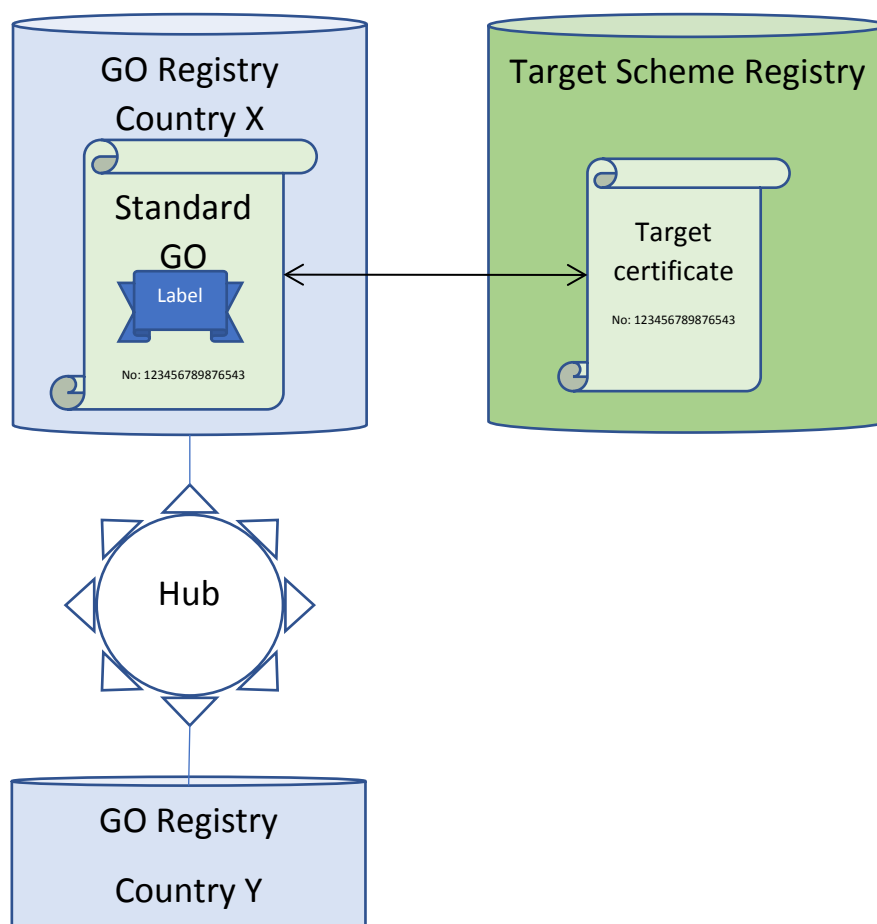 GO Registry
Country X
Standard
GO
Label
No: 123456789876543
Target Scheme Registry
Target
certificate
No: 123456789876543
Hub
GO Registry
Country Y